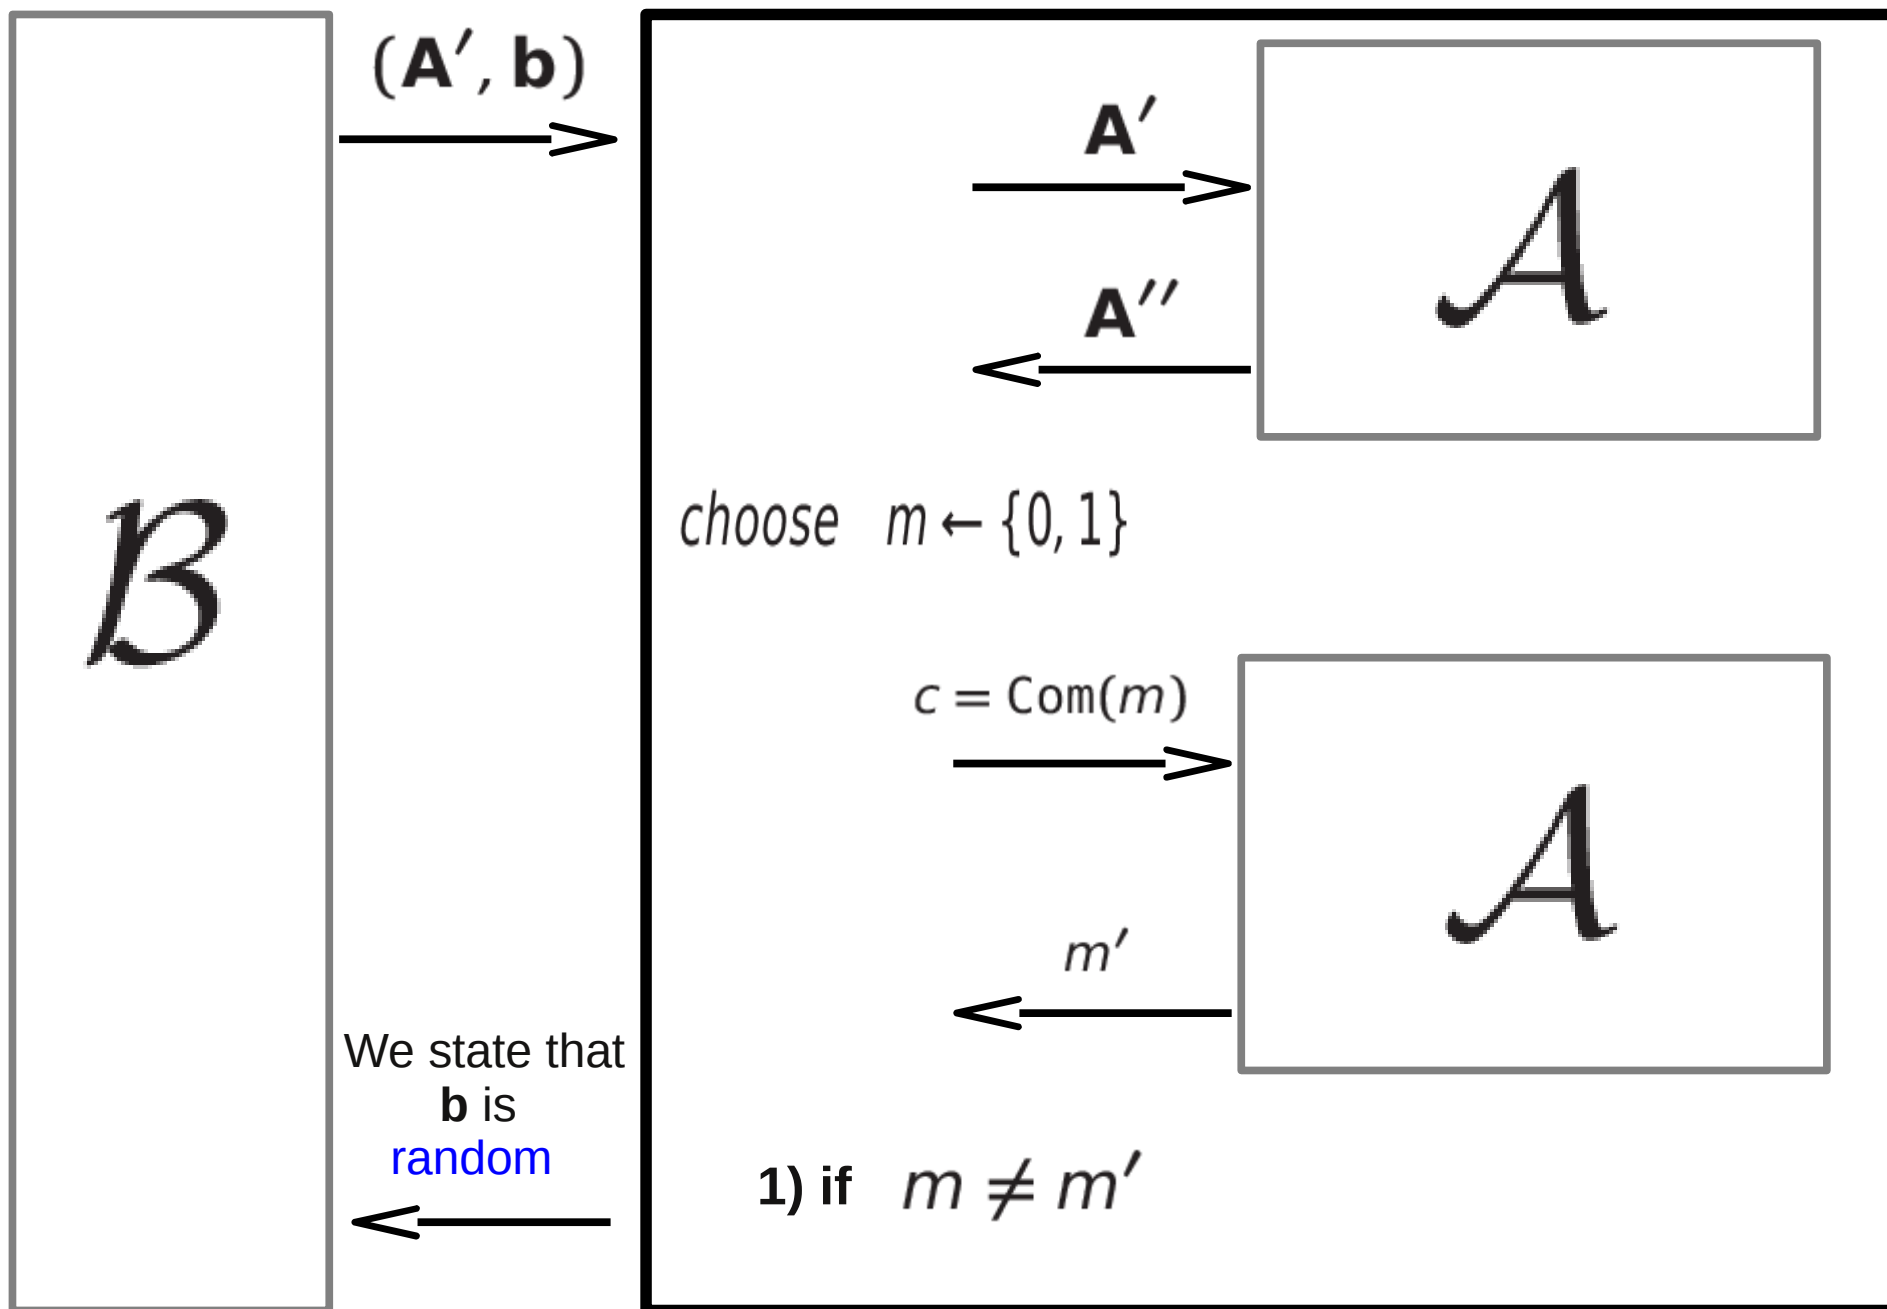 (A′, b)
A′
𝒜
A″
choose m ← {0, 1}
ℬ
c = Com(m)
𝒜
m′
We state that
b is
random
1) if m ≠ m′